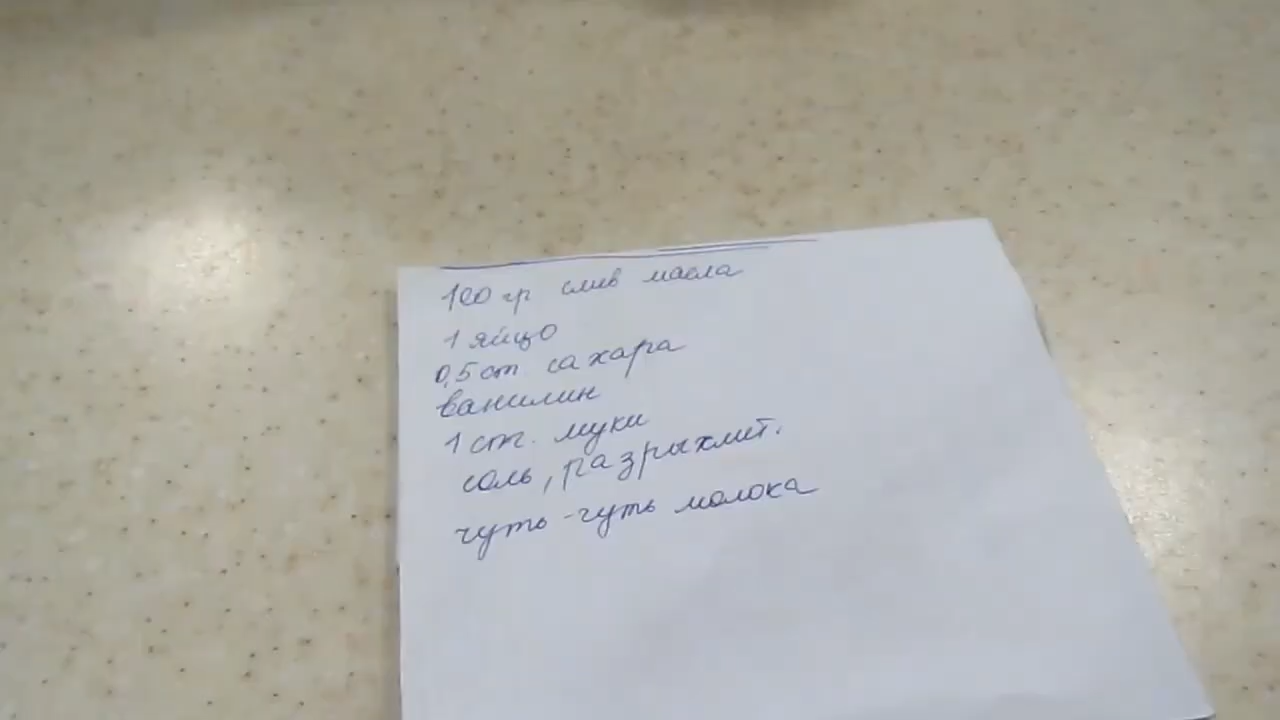 100 гр слив масла
1 яйцо
0,5 ст сахара
ванилин
1 ст. муки
соль, разрыхлит.
чуть-чуть молока